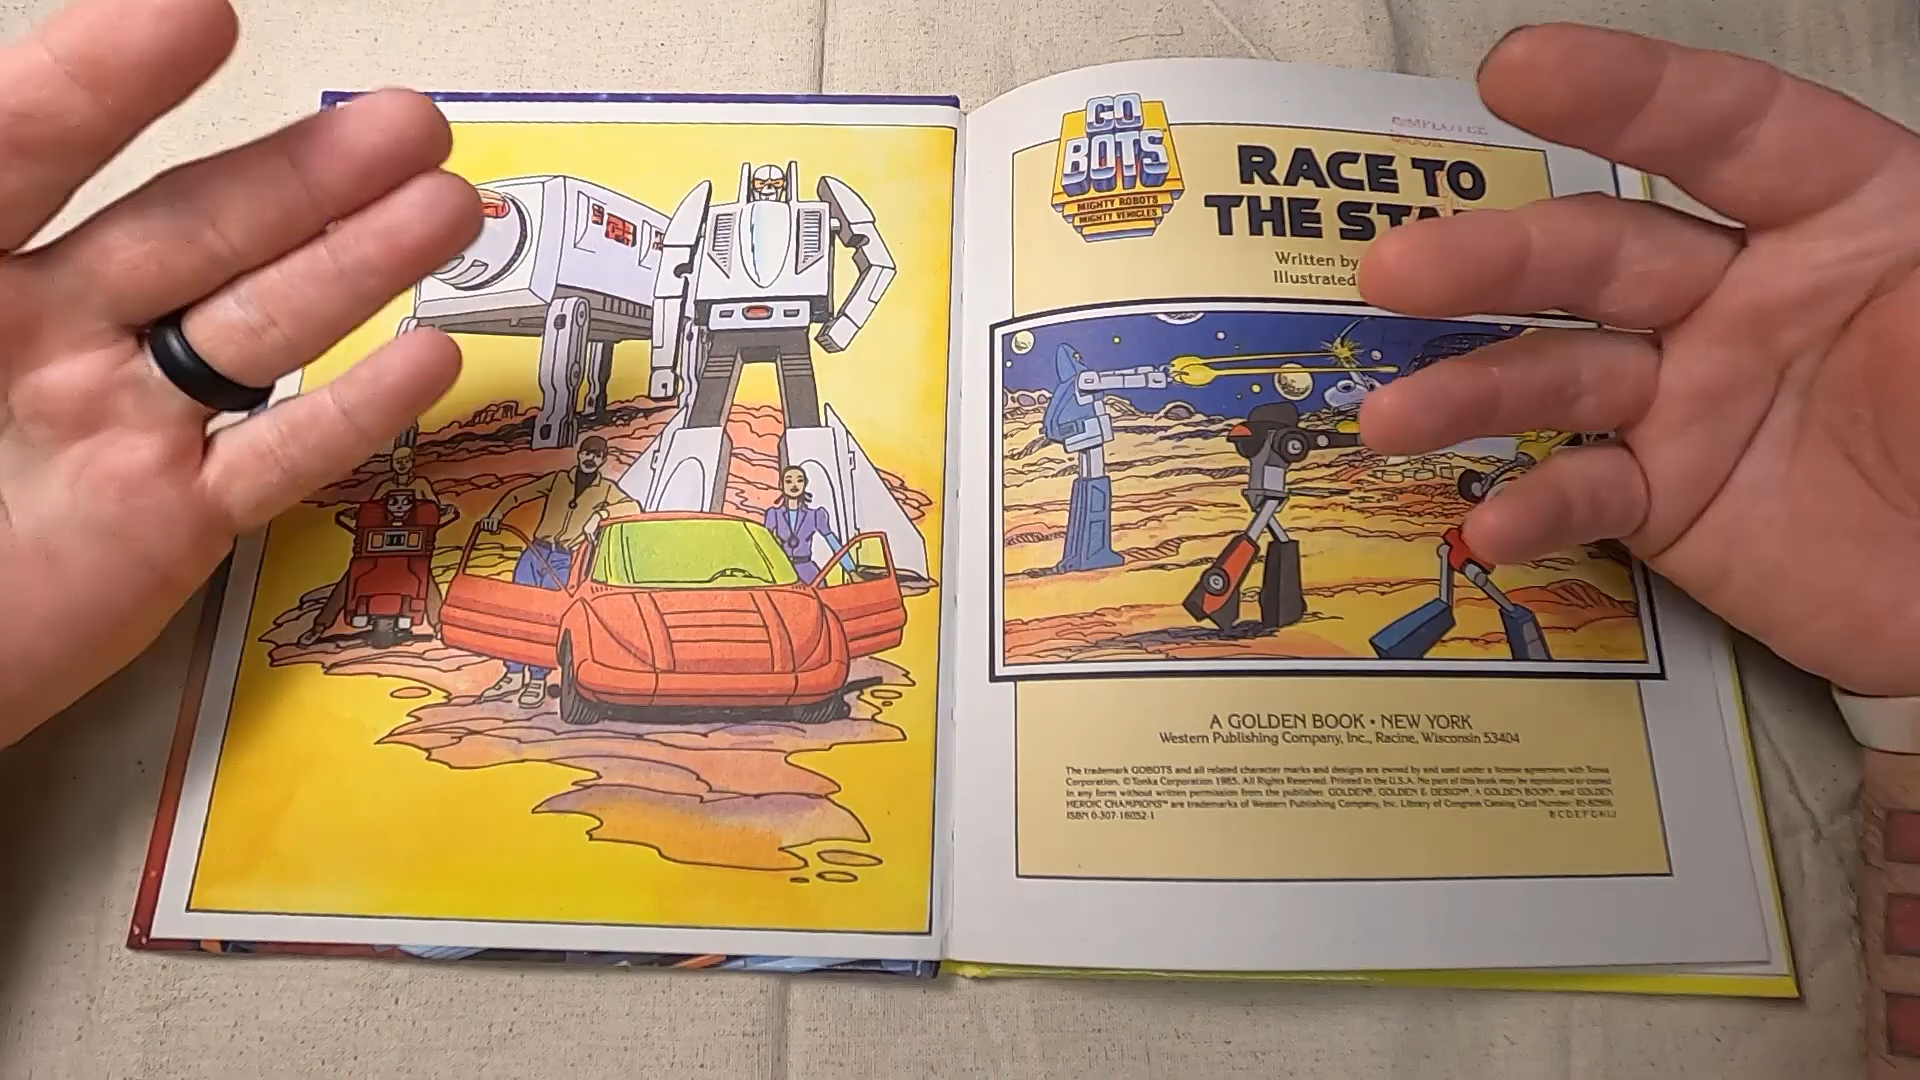 GO
BOTS™
MIGHTY ROBOTS
MIGHTY VEHICLES
EMPLOYEE
RACE TO
THE
Written by
Illustrated
A GOLDEN BOOK • NEW YORK
Western Publishing Company, Inc., Racine, Wisconsin 53404
The trademark GOBOTS and all related character marks and designs are owned by and used under a license agreement with Tonka
Corporation. © Tonka Corporation 1985. All Rights Reserved. Printed in the U.S.A. No part of this book may be reproduced or copied
in any form without written permission from the publisher. GOLDEN®, GOLDEN & DESIGN®, A GOLDEN BOOK®, and GOLDEN
HEROIC CHAMPIONS™ are trademarks of Western Publishing Company, Inc. Library of Congress Catalog Card Number:
ISBN 0-307-16052-1
B C D E F G H I J